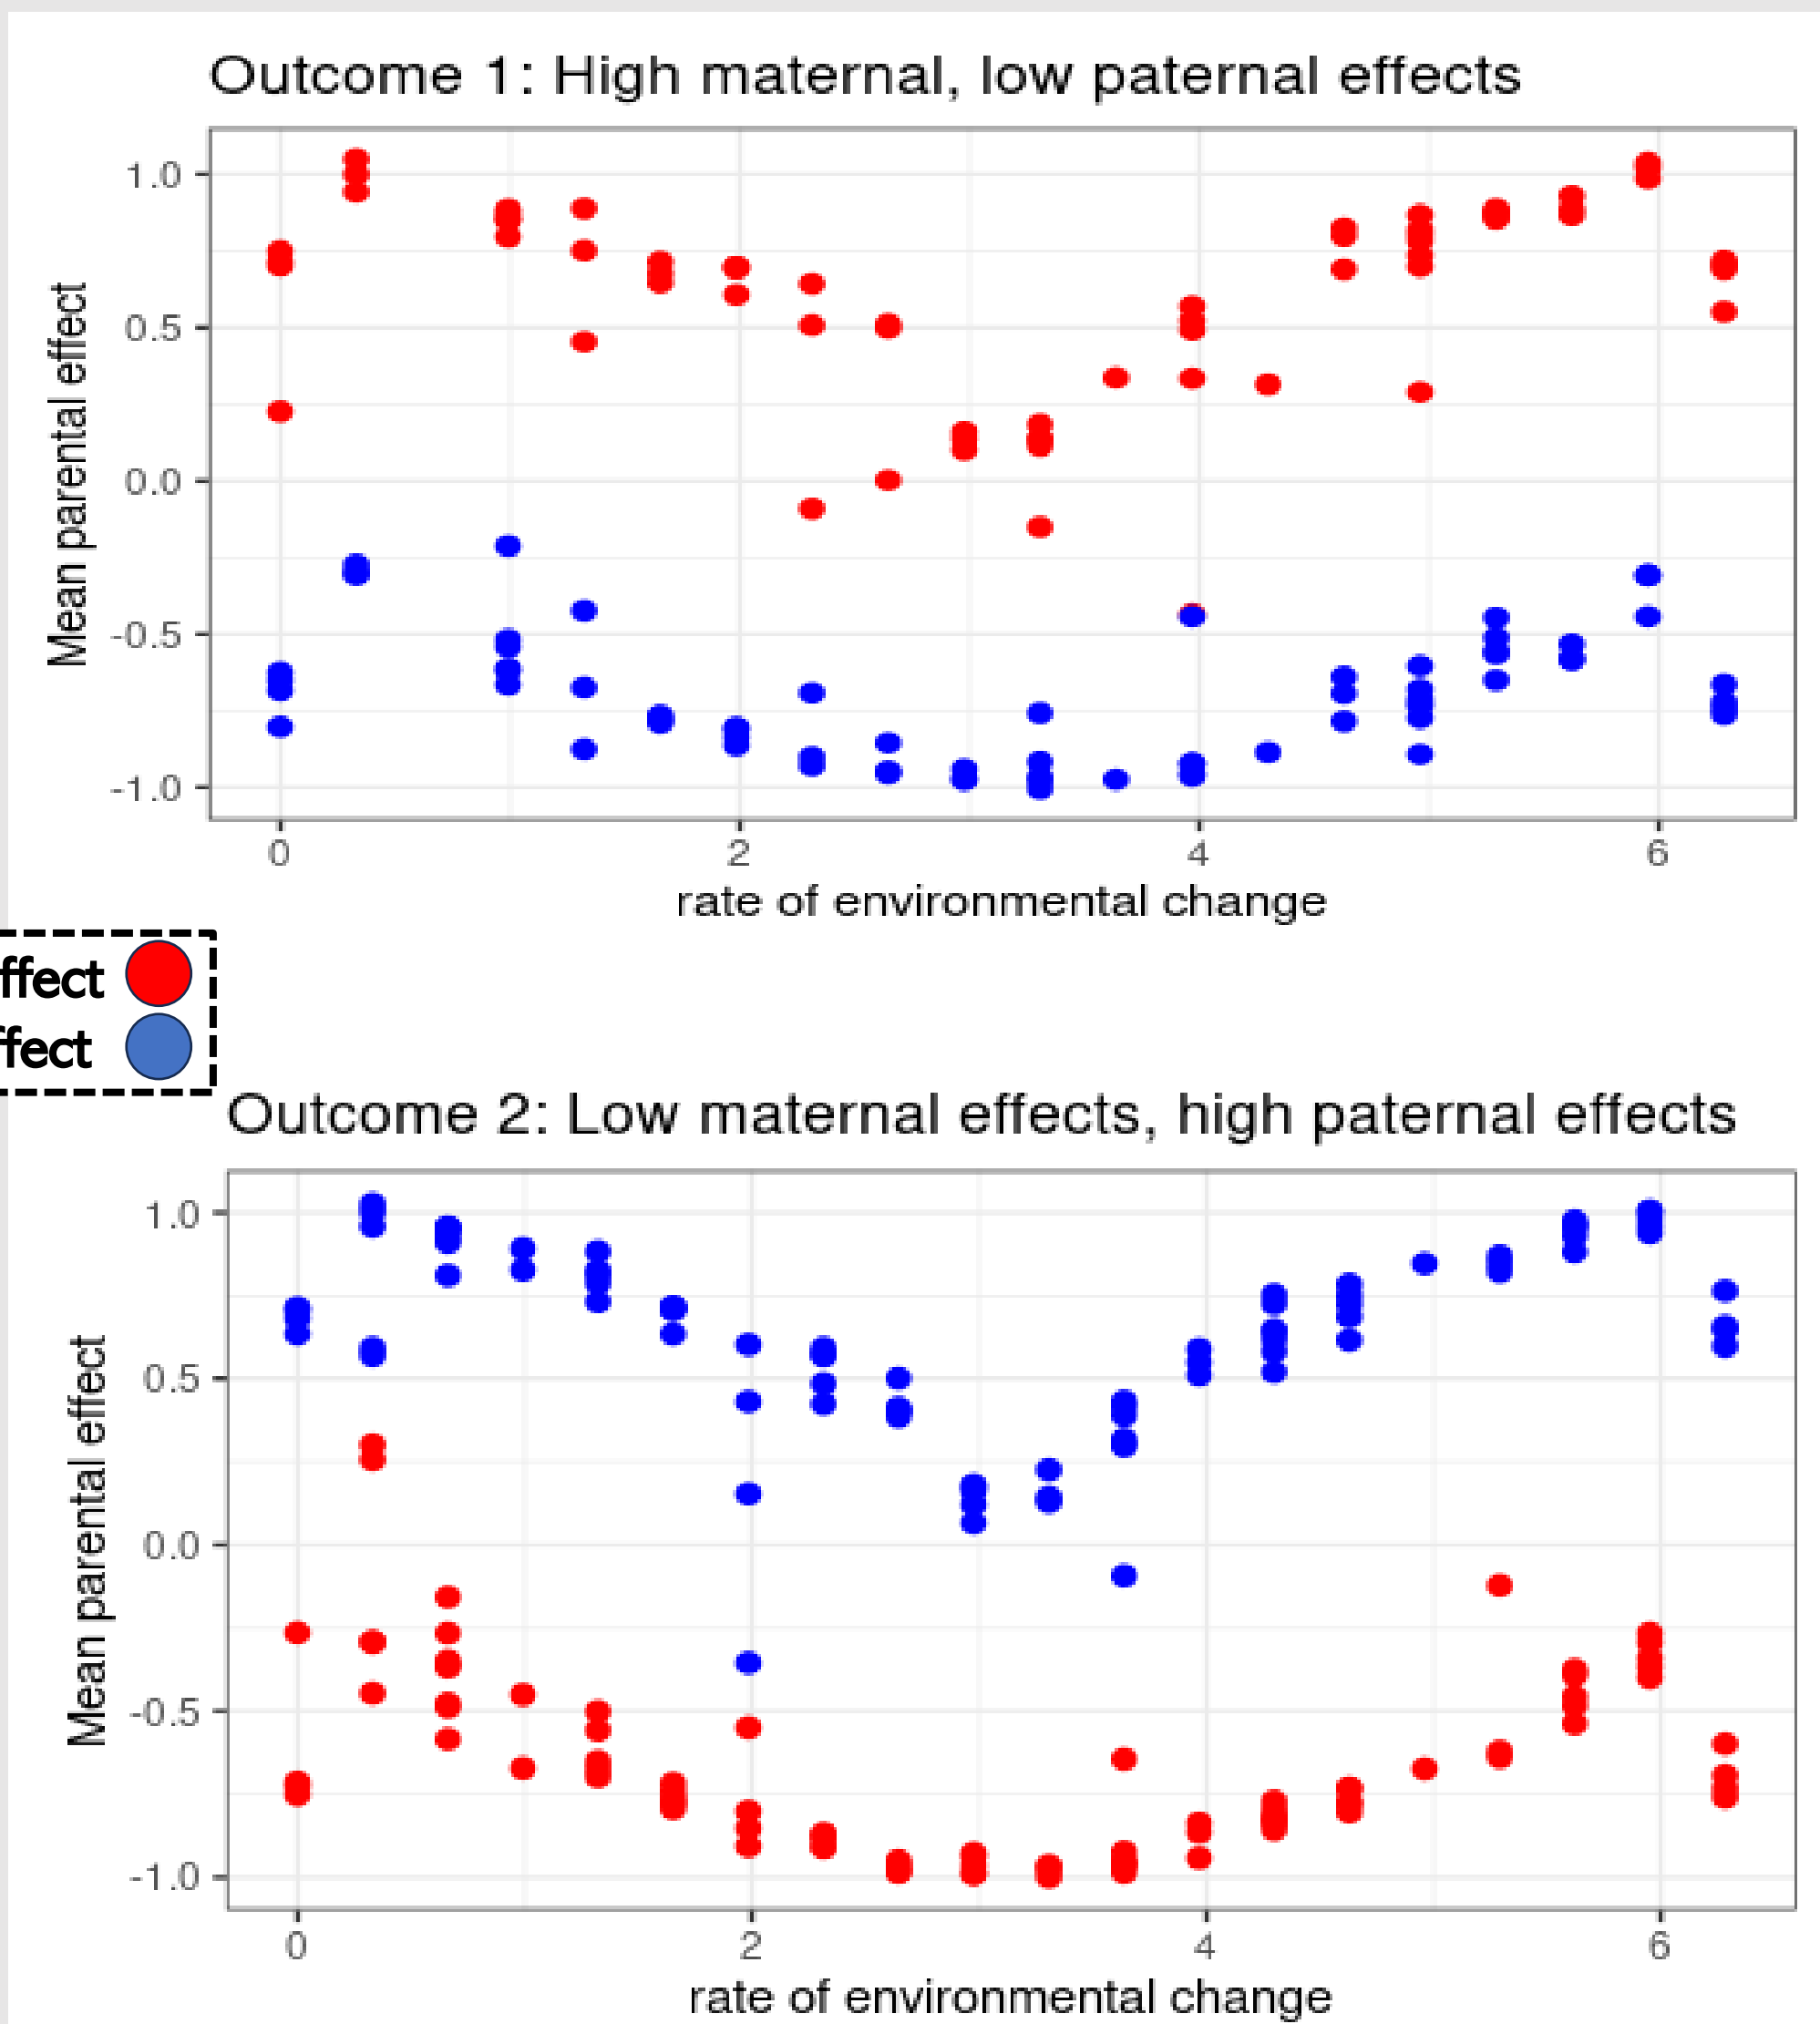 Outcome 1: High maternal, low paternal effects
1.0
0.5
0.0
-0.5
-1.0
Mean parental effect
0 2 4 6
rate of environmental change
ffect
ffect
Outcome 2: Low maternal effects, high paternal effects
1.0
0.5
0.0
-0.5
-1.0
Mean parental effect
0 2 4 6
rate of environmental change